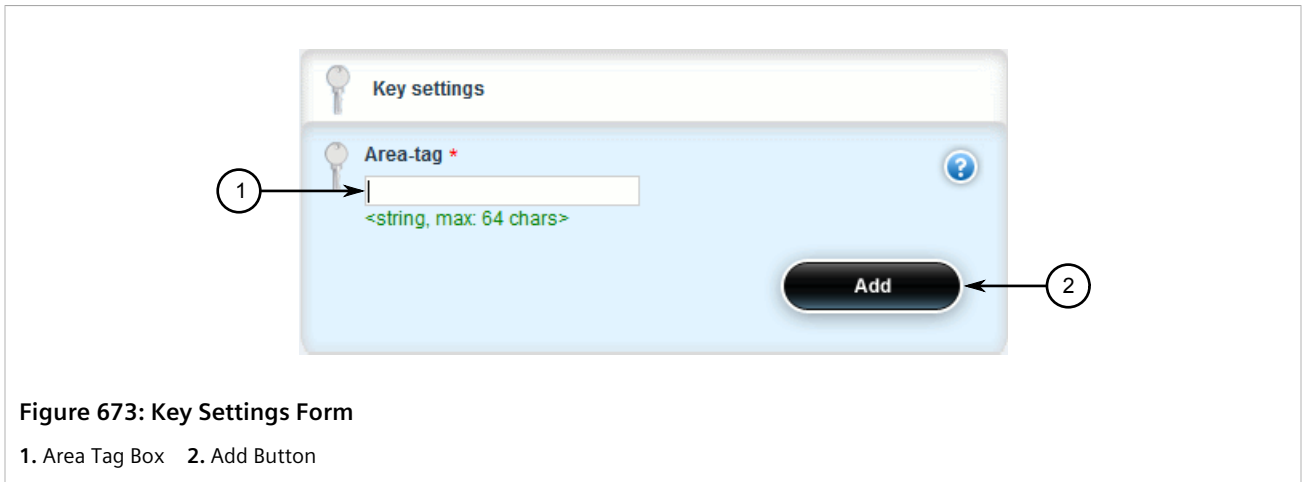 Key settings
Area-tag *
1
<string, max: 64 chars>
Add
2
Figure 673: Key Settings Form
1. Area Tag Box 2. Add Button